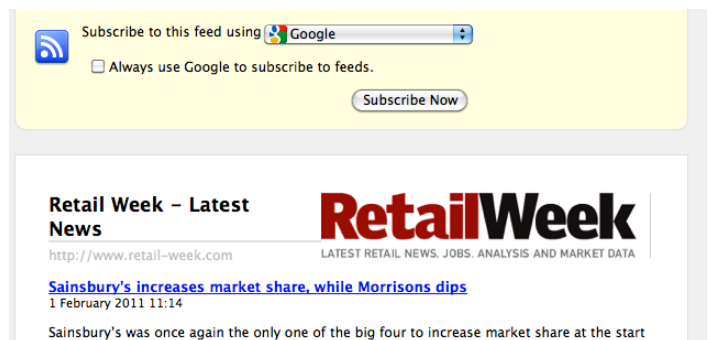 Subscribe to this feed using Google
Always use Google to subscribe to feeds.
Subscribe Now
Retail Week – Latest
News
http://www.retail-week.com
RetailWeek
LATEST RETAIL NEWS, JOBS, ANALYSIS AND MARKET DATA
Sainsbury's increases market share, while Morrisons dips
1 February 2011 11:14
Sainsbury's was once again the only one of the big four to increase market share at the start